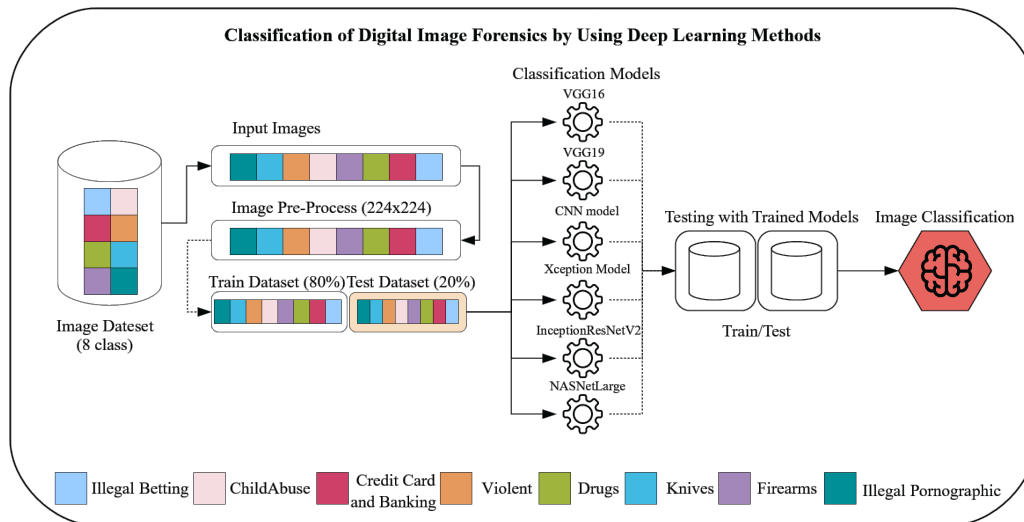 Classification of Digital Image Forensics by Using Deep Learning Methods
Classification Models
VGG16
Input Images
VGG19
Image Pre-Process (224x224)
CNN model
Testing with Trained Models
Image Classification
Xception Model
Train Dataset (80%)
Test Dataset (20%)
Image Dateset
(8 class)
InceptionResNetV2
Train/Test
NASNetLarge
Illegal Betting
ChildAbuse
Credit Card
and Banking
Violent
Drugs
Knives
Firearms
Illegal Pornographic